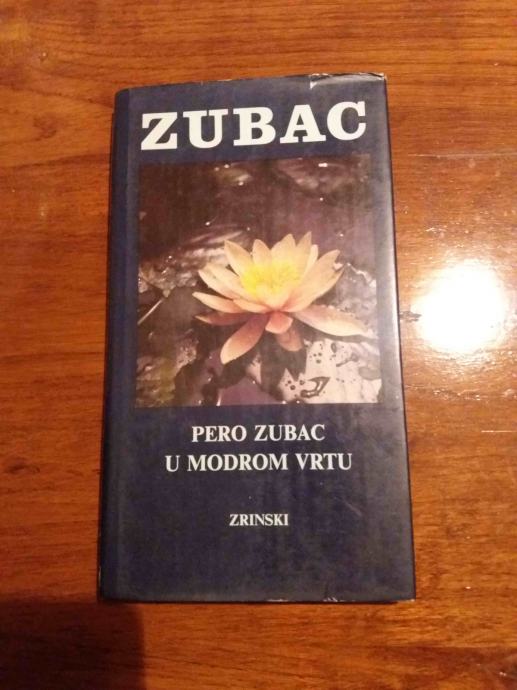 ZUBAC
PERO ZUBAC
U MODROM VRTU
ZRINSKI